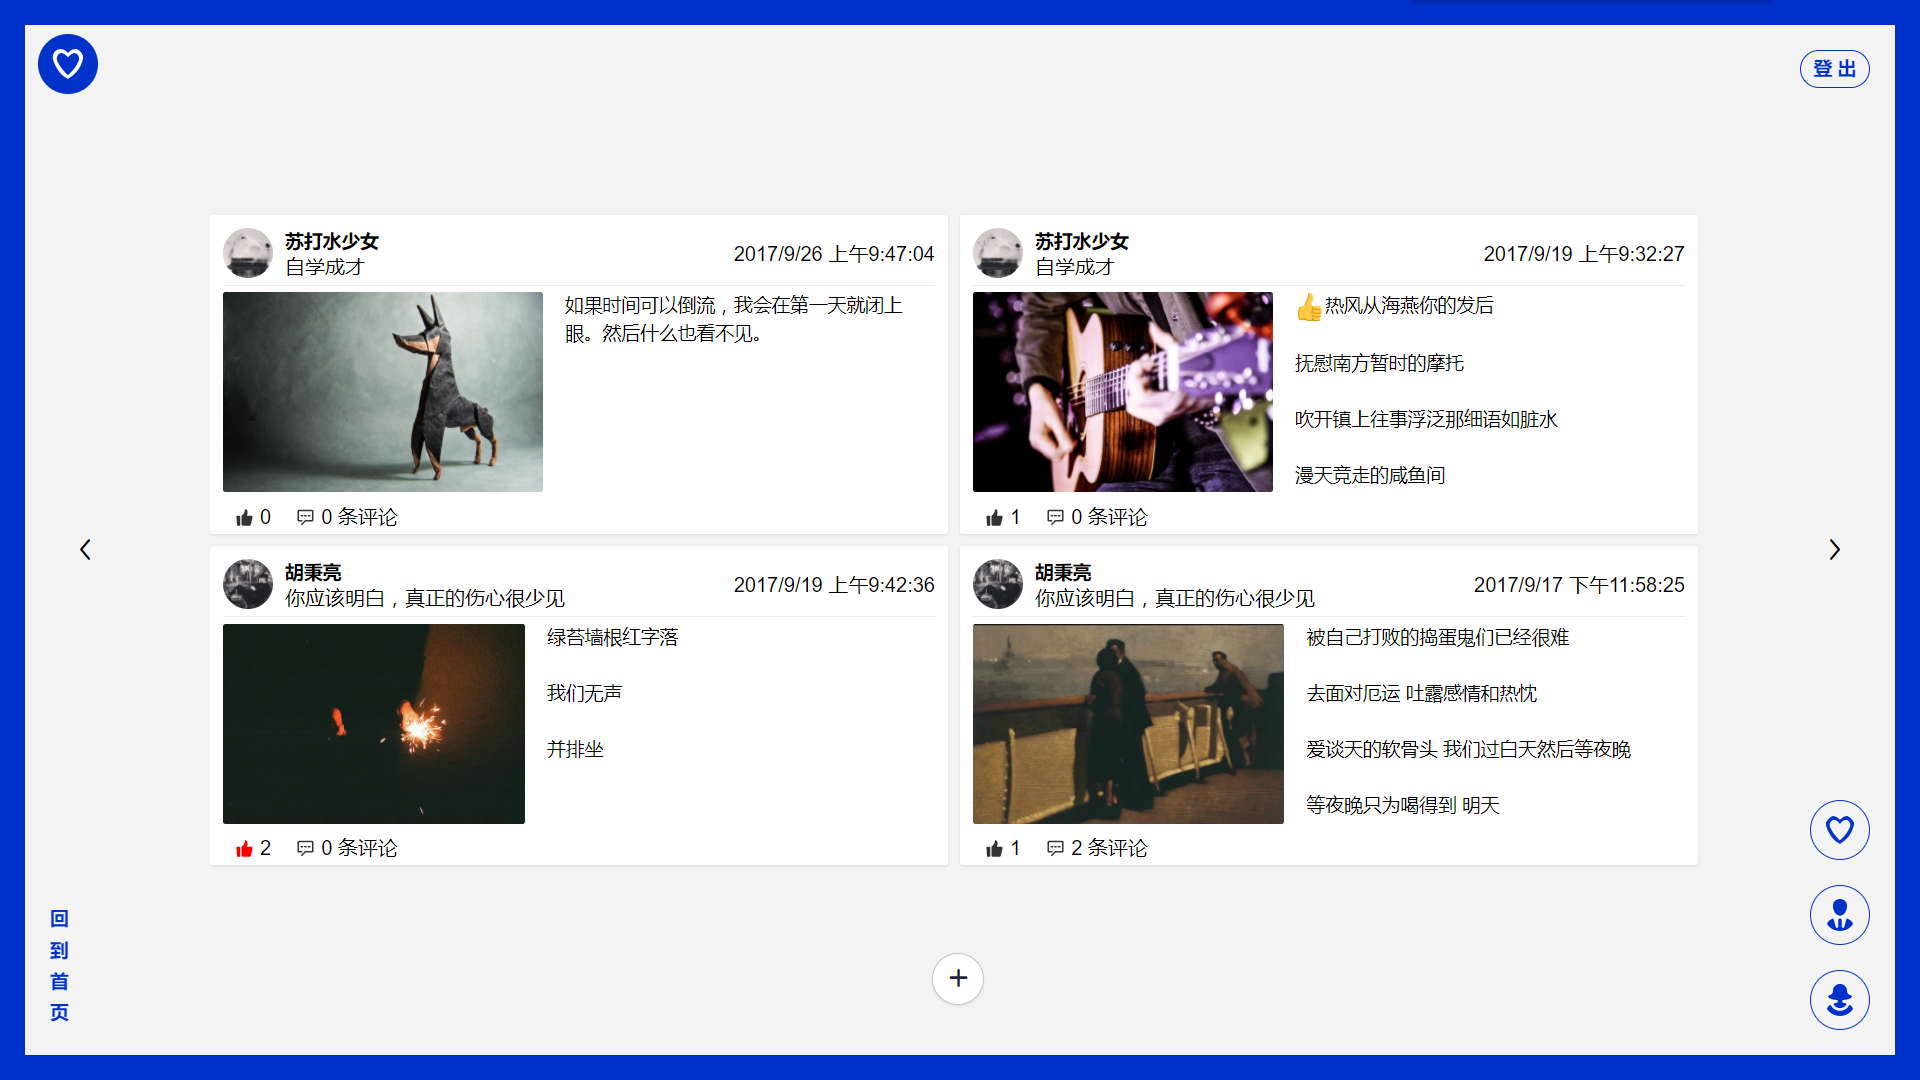 登 出
苏打水少女
自学成才
2017/9/26 上午9:47:04
如果时间可以倒流，我会在第一天就闭上
眼。然后什么也看不见。
0
0 条评论
苏打水少女
自学成才
2017/9/19 上午9:32:27
👍热风从海燕你的发后
抚慰南方暂时的摩托
吹开镇上往事浮泛那细语如脏水
漫天竞走的咸鱼间
1
0 条评论
胡秉亮
你应该明白，真正的伤心很少见
2017/9/19 上午9:42:36
绿苔墙根红字落
我们无声
并排坐
2
0 条评论
胡秉亮
你应该明白，真正的伤心很少见
2017/9/17 下午11:58:25
被自己打败的捣蛋鬼们已经很难
去面对厄运 吐露感情和热忱
爱谈天的软骨头 我们过白天然后等夜晚
等夜晚只为喝得到 明天
1
2 条评论
回
到
首
页